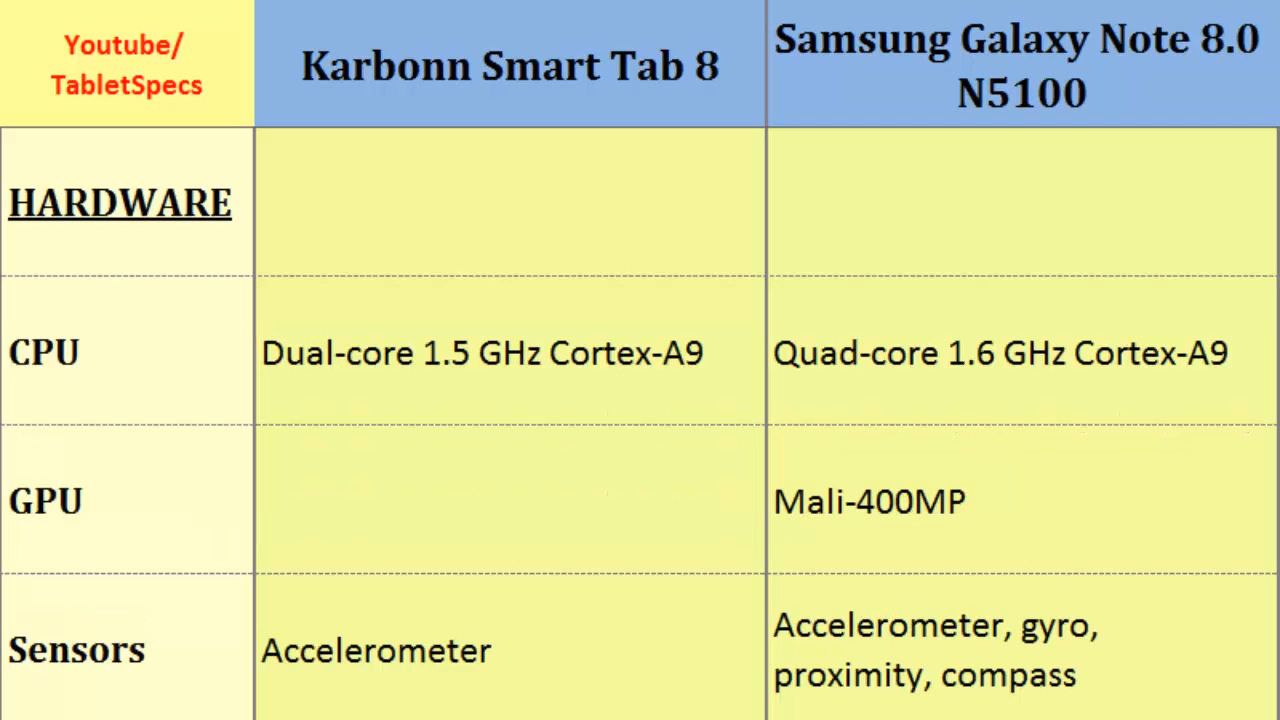 Youtube/
TabletSpecs
Karbonn Smart Tab 8
Samsung Galaxy Note 8.0
N5100
HARDWARE
CPU
Dual-core 1.5 GHz Cortex-A9
Quad-core 1.6 GHz Cortex-A9
GPU
Mali-400MP
Sensors
Accelerometer
Accelerometer, gyro,
proximity, compass